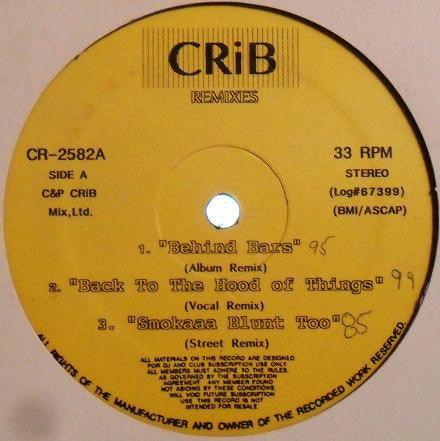 CRiB
REMIXES
CR-2582A
SIDE A
C&P CRiB
Mix,Ltd.
33 RPM
STEREO
(Log#67399)
(BMI/ASCAP)
1. "Behind Bars" 95
(Album Remix)
2. "Back To The Hood of Things" 99
(Vocal Remix)
3. "Smokaaa Blunt Too" 85
(Street Remix)
ALL MATERIALS ON THIS RECORD ARE DESIGNED
FOR DJ AND CLUB SUBSCRIPTION USE ONLY.
ALL MEMBERS MUST ADHERE TO THE RULES.
AS GOVERNED BY THE SUBSCRIPTION
AGREEMENT ANY MEMBER FOUND
NOT ABIDING BY THESE CONDITIONS.
WILL VOID FUTURE SUBSCRIPTION
USE THIS RECORD IS NOT
INTENDED FOR RESALE
ALL RIGHTS OF THE MANUFACTURER AND OWNER OF THE RECORDED WORK RESERVED.